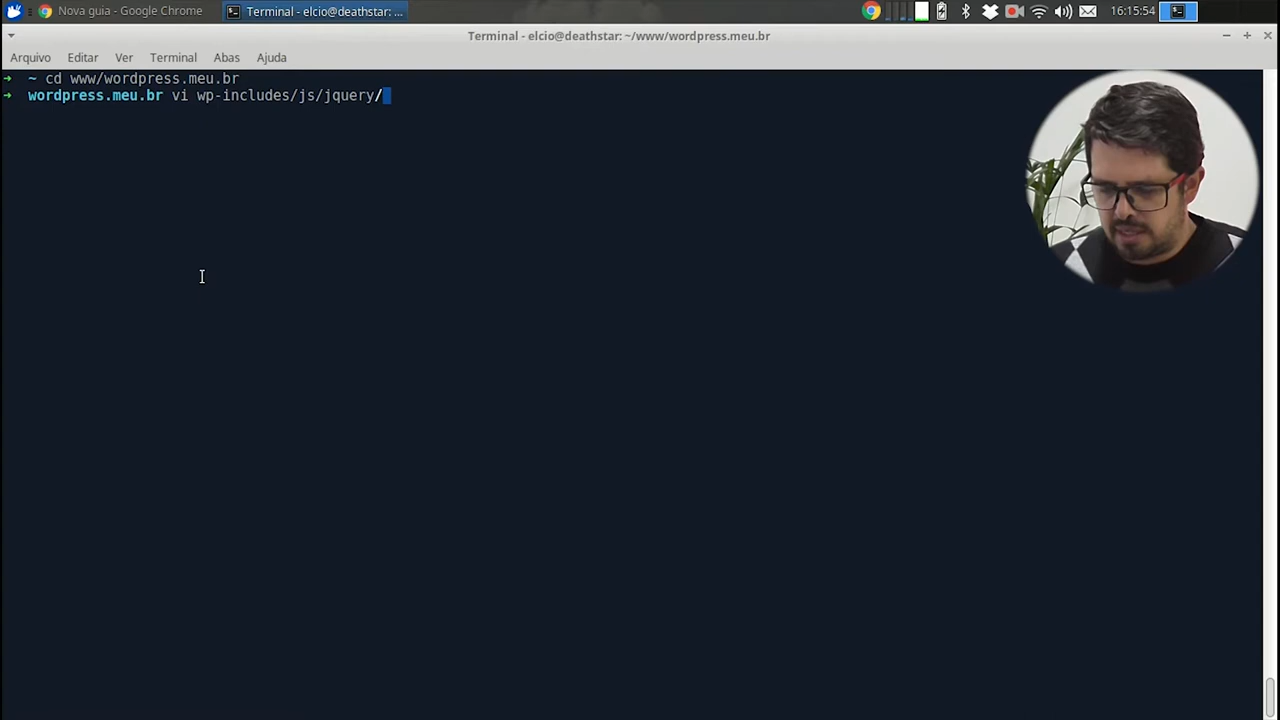 Nova guia - Google Chrome
Terminal - elcio@deathstar: ...
16:15:54
Terminal - elcio@deathstar: ~/www/wordpress.meu.br
Arquivo Editar Ver Terminal Abas Ajuda
➜ ~ cd www/wordpress.meu.br
➜ wordpress.meu.br vi wp-includes/js/jquery/